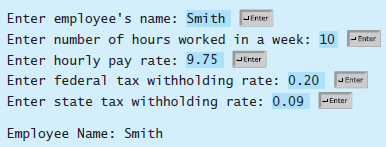 Enter employee's name: Smith ↵Enter
Enter number of hours worked in a week: 10 ↵Enter
Enter hourly pay rate: 9.75 ↵Enter
Enter federal tax withholding rate: 0.20 ↵Enter
Enter state tax withholding rate: 0.09 ↵Enter
Employee Name: Smith